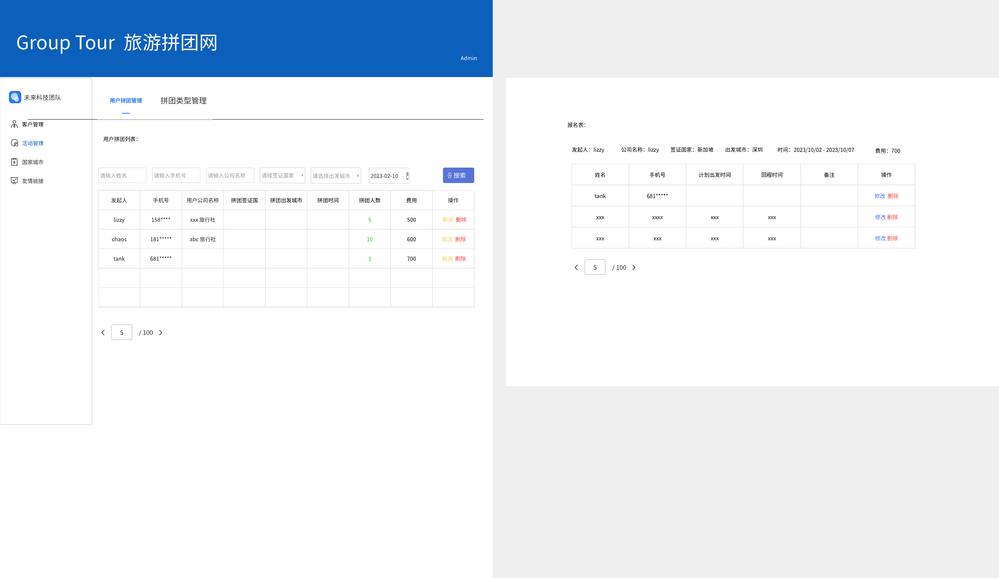 Group Tour 旅游拼团网
Admin
未来科技团队
客户管理
活动管理
国家城市
友情链接
用户拼团管理 拼团类型管理
用户拼团列表：
请输入姓名 请输入手机号 请输入公司名称 请择签证国家 请选择出发城市 2023-02-10 搜索
发起人 手机号 用户公司名称 拼团签证国 拼团出发城市 拼团时间 拼团人数 费用 操作
lizzy 158**** xxx 旅行社 5 500 取消 删除
chaos 181***** abc 旅行社 10 600 取消 删除
tank 681***** 3 700 取消 删除
5 / 100
报名表：
发起人：lizzy 公司名称：lizzy 签证国家：新加坡 出发城市：深圳 时间：2023/10/02 - 2023/10/07 费用：700
姓名 手机号 计划出发时间 回程时间 备注 操作
tank 681***** 修改 删除
xxx xxxx xxx xxx 修改 删除
xxx xxx xxx xxx 修改 删除
5 / 100